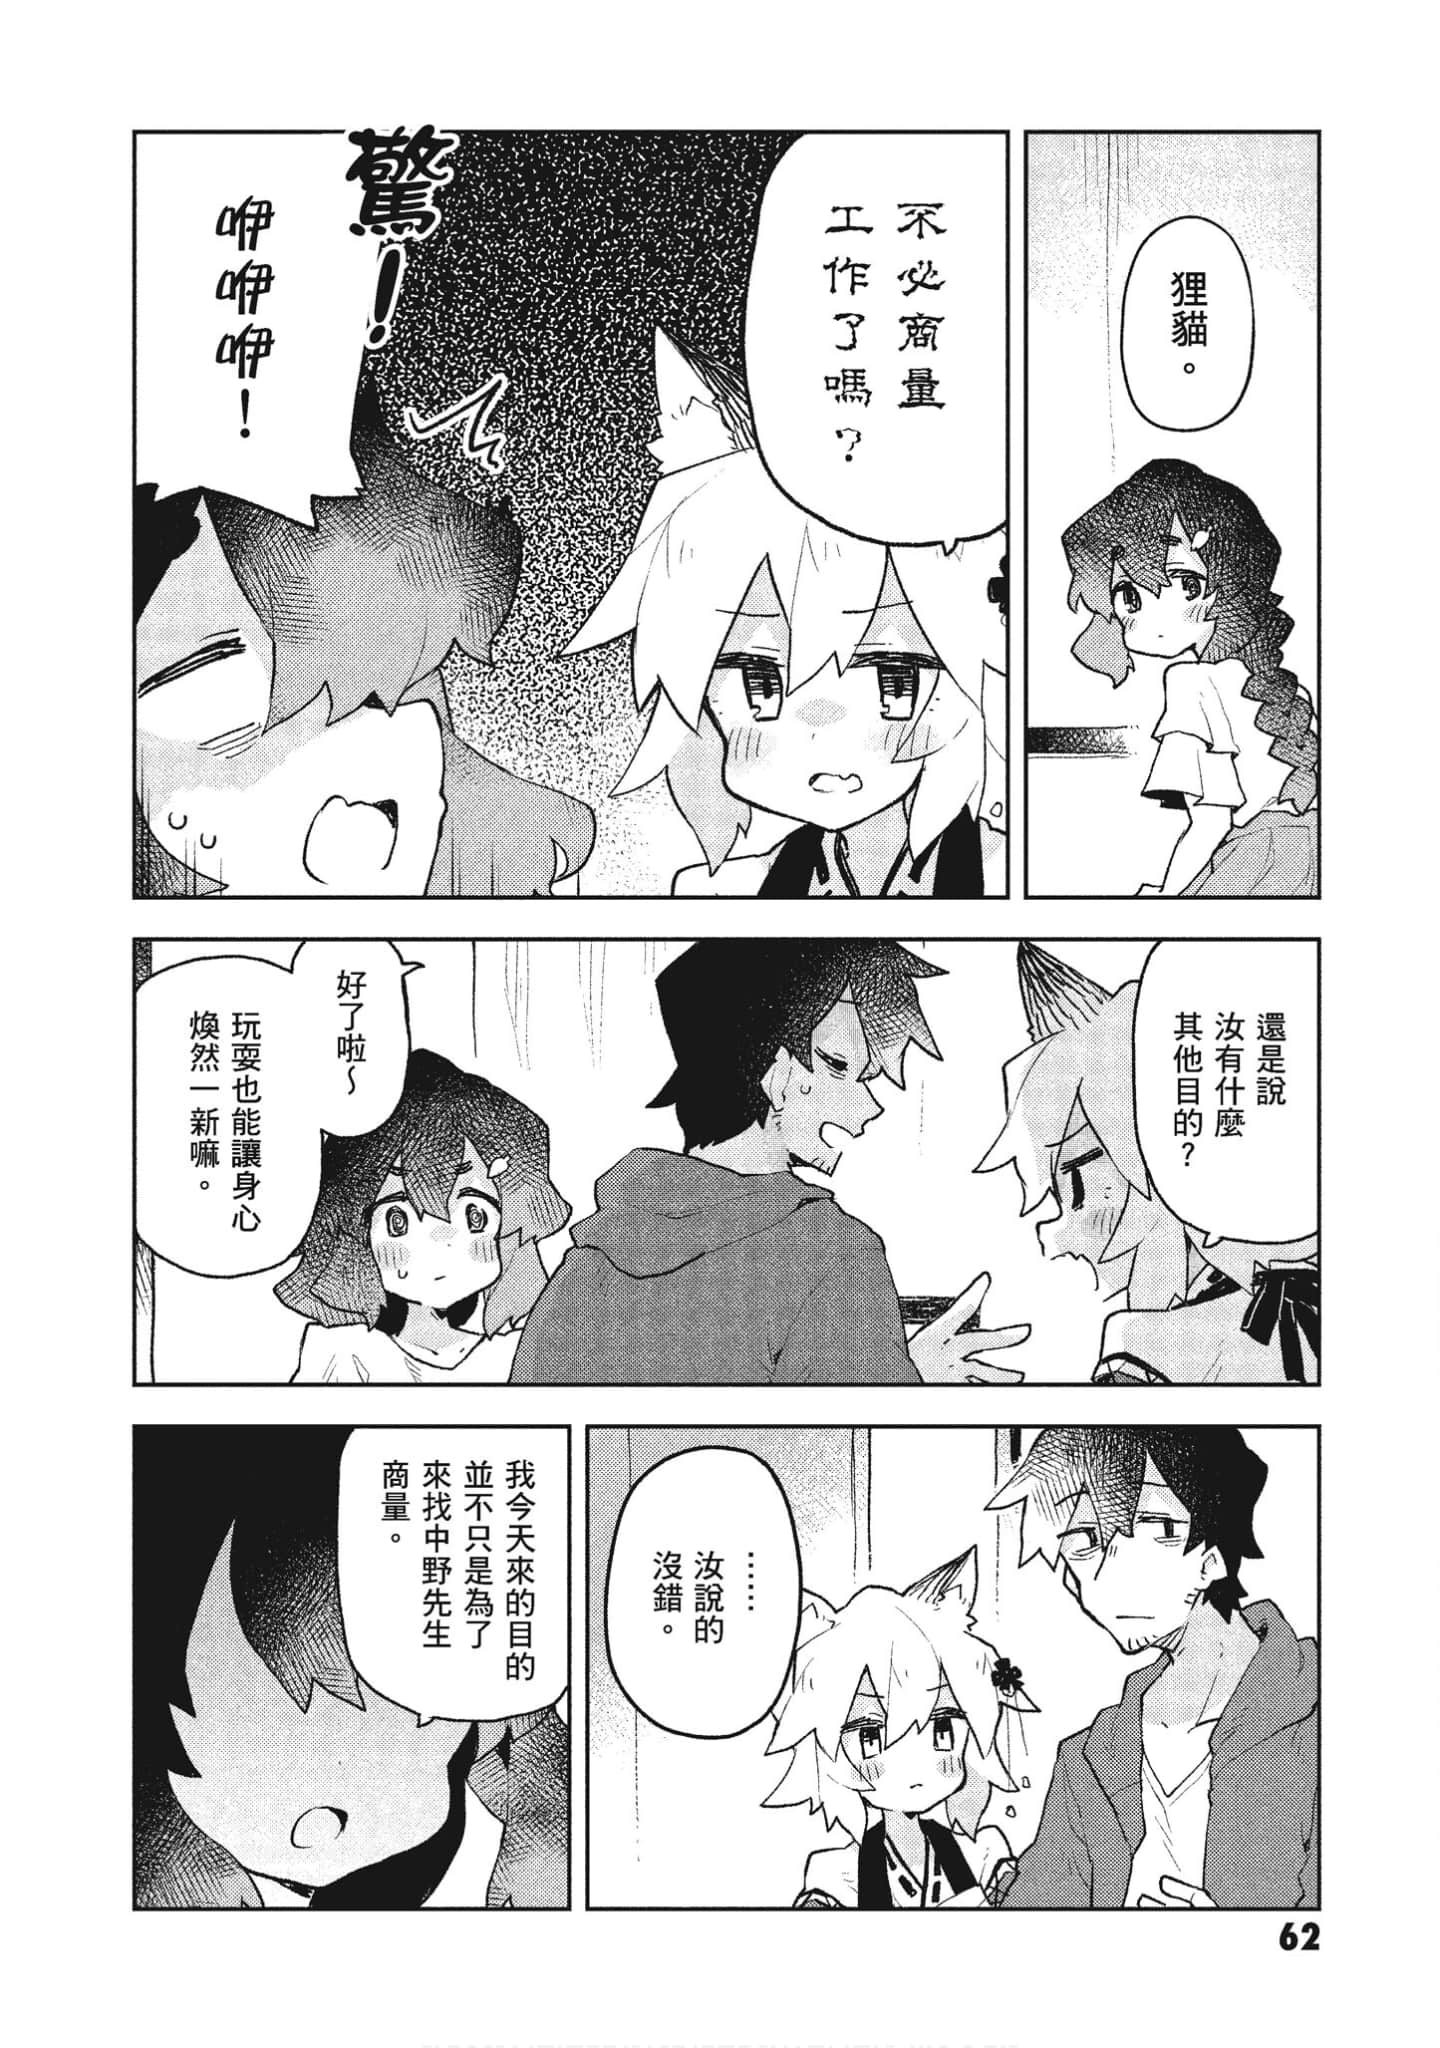 狸貓。
不必商量
工作了嗎？
驚！
咿咿咿！
還是說
汝有什麼
其他目的？
好了啦～
玩耍也能讓身心
煥然一新嘛。
……
汝說的
沒錯。
我今天來的目的
並不只是為了
來找中野先生
商量。
62